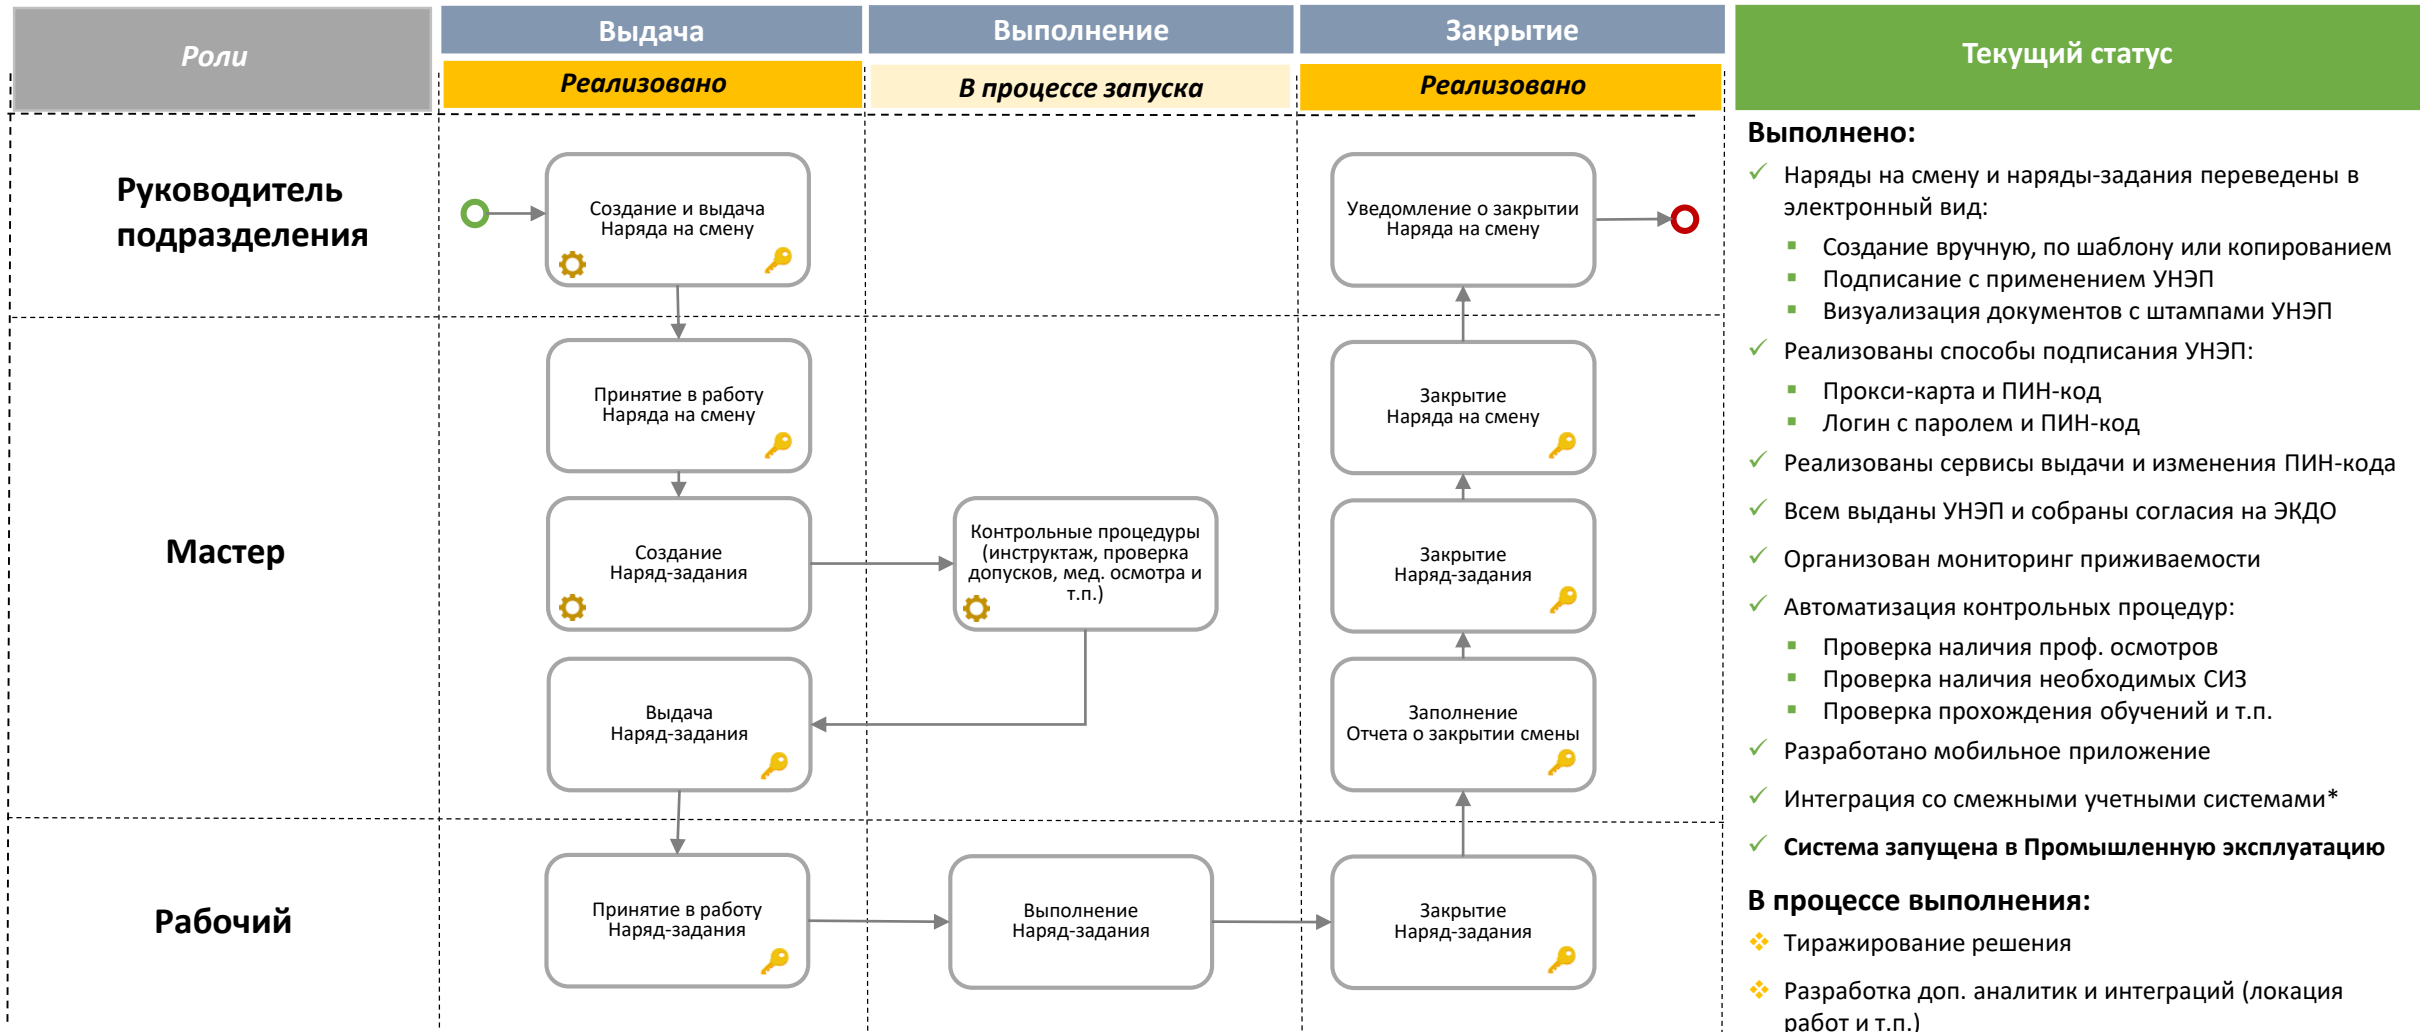 Роли
Выдача
Выполнение
Закрытие
Текущий статус
Реализовано
В процессе запуска
Реализовано
Руководитель
подразделения
Создание и выдача
Наряда на смену
Уведомление о закрытии
Наряда на смену
Мастер
Принятие в работу
Наряда на смену
Закрытие
Наряда на смену
Создание
Наряд-задания
Контрольные процедуры
(инструктаж, проверка
допусков, мед. осмотра и
т.п.)
Закрытие
Наряд-задания
Выдача
Наряд-задания
Заполнение
Отчета о закрытии смены
Рабочий
Принятие в работу
Наряд-задания
Выполнение
Наряд-задания
Закрытие
Наряд-задания
Выполнено:
Наряды на смену и наряды-задания переведены в
электронный вид:
Создание вручную, по шаблону или копированием
Подписание с применением УНЭП
Визуализация документов с штампами УНЭП
Реализованы способы подписания УНЭП:
Прокси-карта и ПИН-код
Логин с паролем и ПИН-код
Реализованы сервисы выдачи и изменения ПИН-кода
Всем выданы УНЭП и собраны согласия на ЭКДО
Организован мониторинг приживаемости
Автоматизация контрольных процедур:
Проверка наличия проф. осмотров
Проверка наличия необходимых СИЗ
Проверка прохождения обучений и т.п.
Разработано мобильное приложение
Интеграция со смежными учетными системами*
Система запущена в Промышленную эксплуатацию
В процессе выполнения:
Тиражирование решения
Разработка доп. аналитик и интеграций (локация
работ и т.п.)